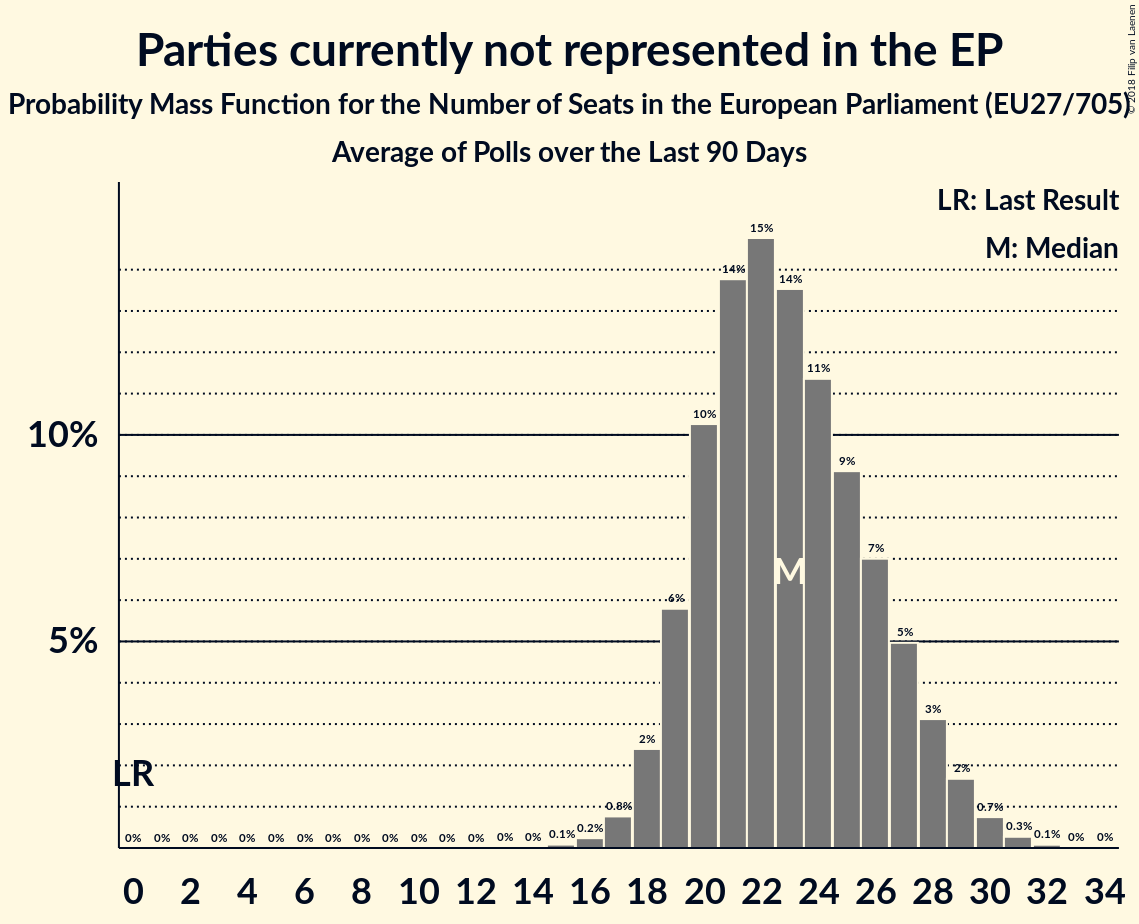 Parties currently not represented in the EP
Probability Mass Function for the Number of Seats in the European Parliament (EU27/705)
Average of Polls over the Last 90 Days
© 2018 Filip van Laenen
LR: Last Result
M: Median
15%
14%
14%
11%
10%
10%
9%
7%
M
6%
5%
5%
3%
2%
2%
LR
0.8%
0.7%
0.1%
0.2%
0.3%
0.1%
0% 0% 0% 0% 0% 0% 0% 0% 0% 0% 0% 0% 0% 0% 0% 0% 0%
0 2 4 6 8 10 12 14 16 18 20 22 24 26 28 30 32 34